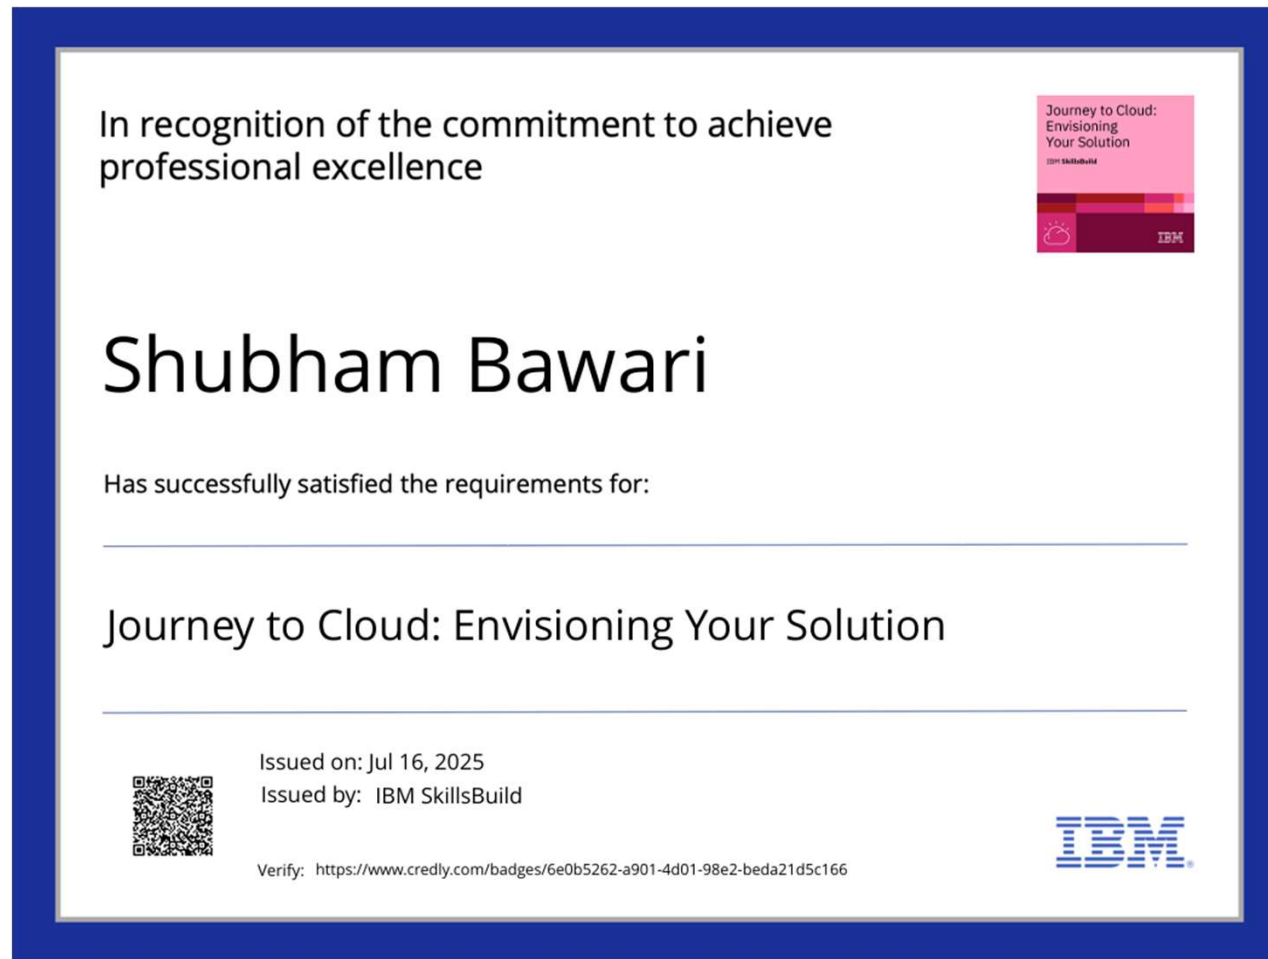 In recognition of the commitment to achieve
professional excellence
Journey to Cloud:
Envisioning
Your Solution
IBM SkillsBuild
IBM
Shubham Bawari
Has successfully satisfied the requirements for:
Journey to Cloud: Envisioning Your Solution
Issued on: Jul 16, 2025
Issued by: IBM SkillsBuild
Verify: https://www.credly.com/badges/6e0b5262-a901-4d01-98e2-beda21d5c166
IBM®